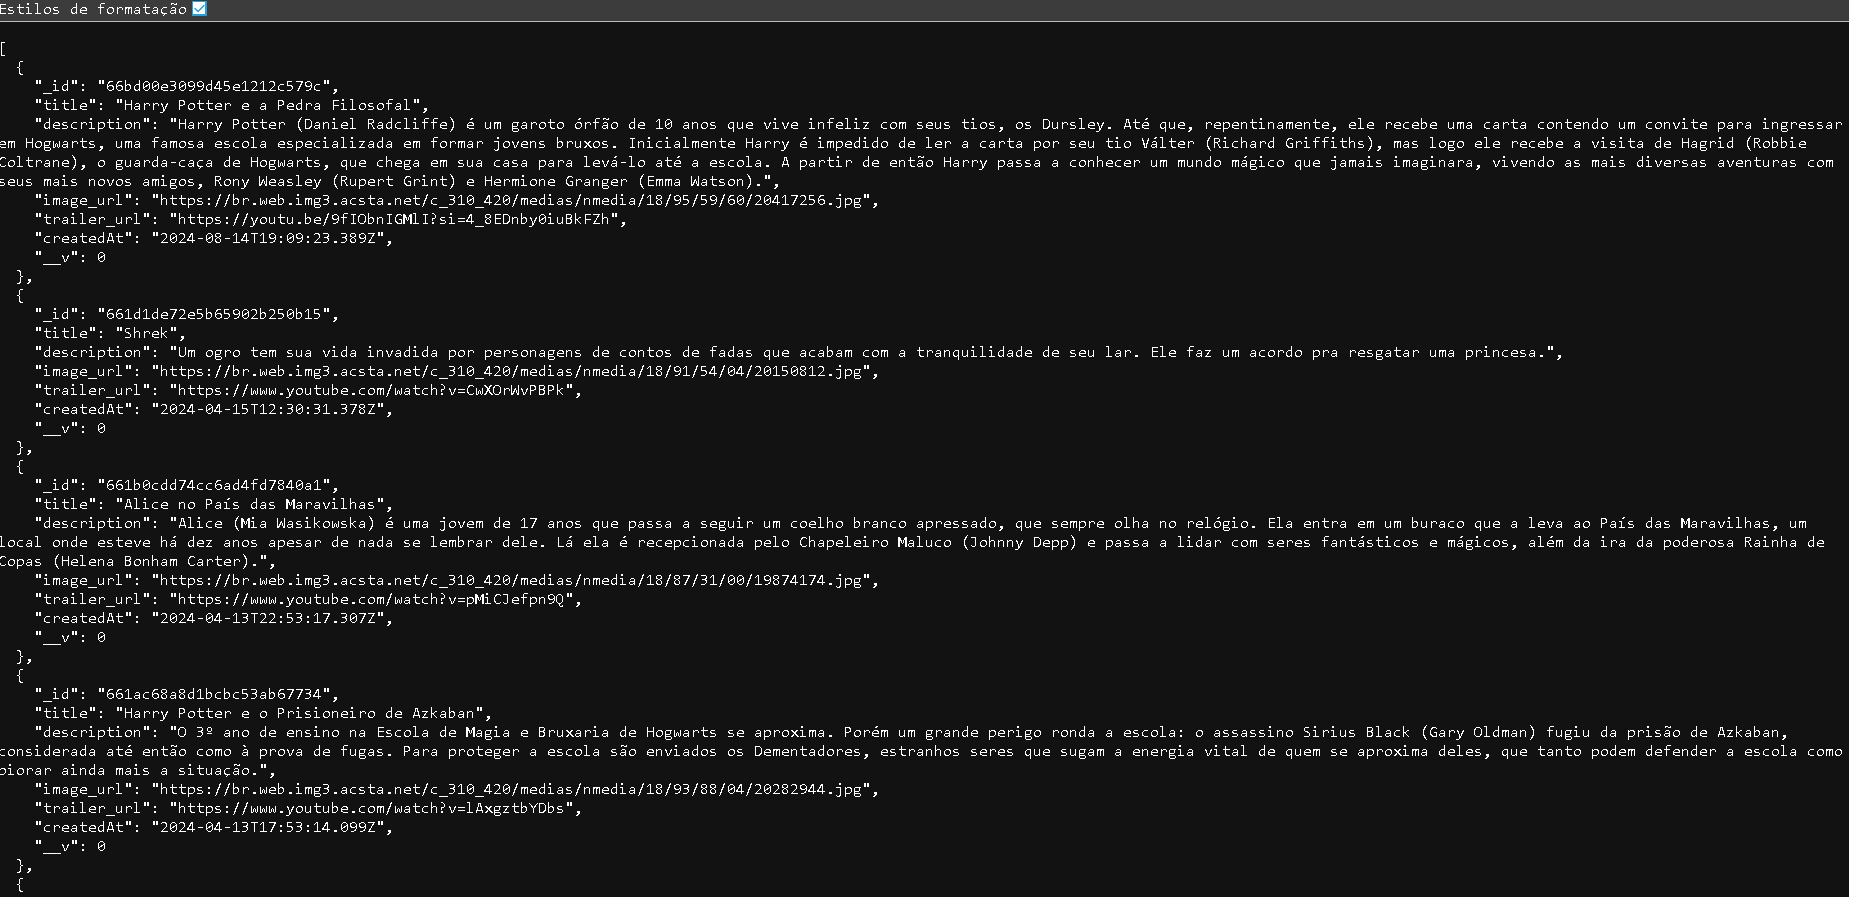 Estilos de formatação
[
  {
    "_id": "66bd00e3099d45e1212c579c",
    "title": "Harry Potter e a Pedra Filosofal",
    "description": "Harry Potter (Daniel Radcliffe) é um garoto órfão de 10 anos que vive infeliz com seus tios, os Dursley. Até que, repentinamente, ele recebe uma carta contendo um convite para ingressar
em Hogwarts, uma famosa escola especializada em formar jovens bruxos. Inicialmente Harry é impedido de ler a carta por seu tio Válter (Richard Griffiths), mas logo ele recebe a visita de Hagrid (Robbie
Coltrane), o guarda-caça de Hogwarts, que chega em sua casa para levá-lo até a escola. A partir de então Harry passa a conhecer um mundo mágico que jamais imaginara, vivendo as mais diversas aventuras com
seus mais novos amigos, Rony Weasley (Rupert Grint) e Hermione Granger (Emma Watson).",
    "image_url": "https://br.web.img3.acsta.net/c_310_420/medias/nmedia/18/95/59/60/20417256.jpg",
    "trailer_url": "https://youtu.be/9fIObnIGMlI?si=4_8EDnby0iuBkFZh",
    "createdAt": "2024-08-14T19:09:23.389Z",
    "__v": 0
  },
  {
    "_id": "661d1de72e5b65902b250b15",
    "title": "Shrek",
    "description": "Um ogro tem sua vida invadida por personagens de contos de fadas que acabam com a tranquilidade de seu lar. Ele faz um acordo pra resgatar uma princesa.",
    "image_url": "https://br.web.img3.acsta.net/c_310_420/medias/nmedia/18/91/54/04/20150812.jpg",
    "trailer_url": "https://www.youtube.com/watch?v=CwXOrWvPBPk",
    "createdAt": "2024-04-15T12:30:31.378Z",
    "__v": 0
  },
  {
    "_id": "661b0cdd74cc6ad4fd7840a1",
    "title": "Alice no País das Maravilhas",
    "description": "Alice (Mia Wasikowska) é uma jovem de 17 anos que passa a seguir um coelho branco apressado, que sempre olha no relógio. Ela entra em um buraco que a leva ao País das Maravilhas, um
local onde esteve há dez anos apesar de nada se lembrar dele. Lá ela é recepcionada pelo Chapeleiro Maluco (Johnny Depp) e passa a lidar com seres fantásticos e mágicos, além da ira da poderosa Rainha de
Copas (Helena Bonham Carter).",
    "image_url": "https://br.web.img3.acsta.net/c_310_420/medias/nmedia/18/87/31/00/19874174.jpg",
    "trailer_url": "https://www.youtube.com/watch?v=pMiCJefpn9Q",
    "createdAt": "2024-04-13T22:53:17.307Z",
    "__v": 0
  },
  {
    "_id": "661ac68a8d1bcbc53ab67734",
    "title": "Harry Potter e o Prisioneiro de Azkaban",
    "description": "O 3º ano de ensino na Escola de Magia e Bruxaria de Hogwarts se aproxima. Porém um grande perigo ronda a escola: o assassino Sirius Black (Gary Oldman) fugiu da prisão de Azkaban,
considerada até então como à prova de fugas. Para proteger a escola são enviados os Dementadores, estranhos seres que sugam a energia vital de quem se aproxima deles, que tanto podem defender a escola como
piorar ainda mais a situação.",
    "image_url": "https://br.web.img3.acsta.net/c_310_420/medias/nmedia/18/93/88/04/20282944.jpg",
    "trailer_url": "https://www.youtube.com/watch?v=lAxgztbYDbs",
    "createdAt": "2024-04-13T17:53:14.099Z",
    "__v": 0
  },
  {